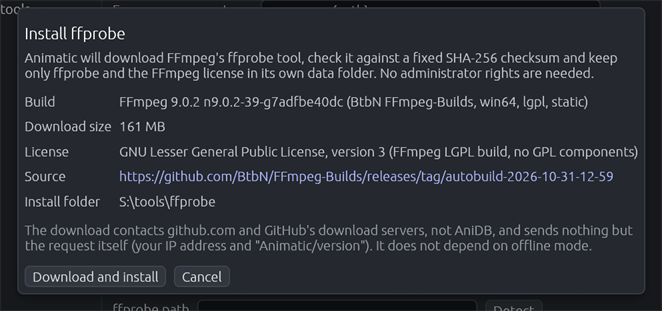 tools
Install ffprobe
Animatic will download FFmpeg's ffprobe tool, check it against a fixed SHA-256 checksum and keep
only ffprobe and the FFmpeg license in its own data folder. No administrator rights are needed.
Build FFmpeg 9.0.2 n9.0.2-39-g7adfbe40dc (BtbN FFmpeg-Builds, win64, lgpl, static)
Download size 161 MB
License GNU Lesser General Public License, version 3 (FFmpeg LGPL build, no GPL components)
Source https://github.com/BtbN/FFmpeg-Builds/releases/tag/autobuild-2026-10-31-12-59
Install folder S:\tools\ffprobe
The download contacts github.com and GitHub's download servers, not AniDB, and sends nothing but
the request itself (your IP address and "Animatic/version"). It does not depend on offline mode.
Download and install Cancel
ffprobe path Detect